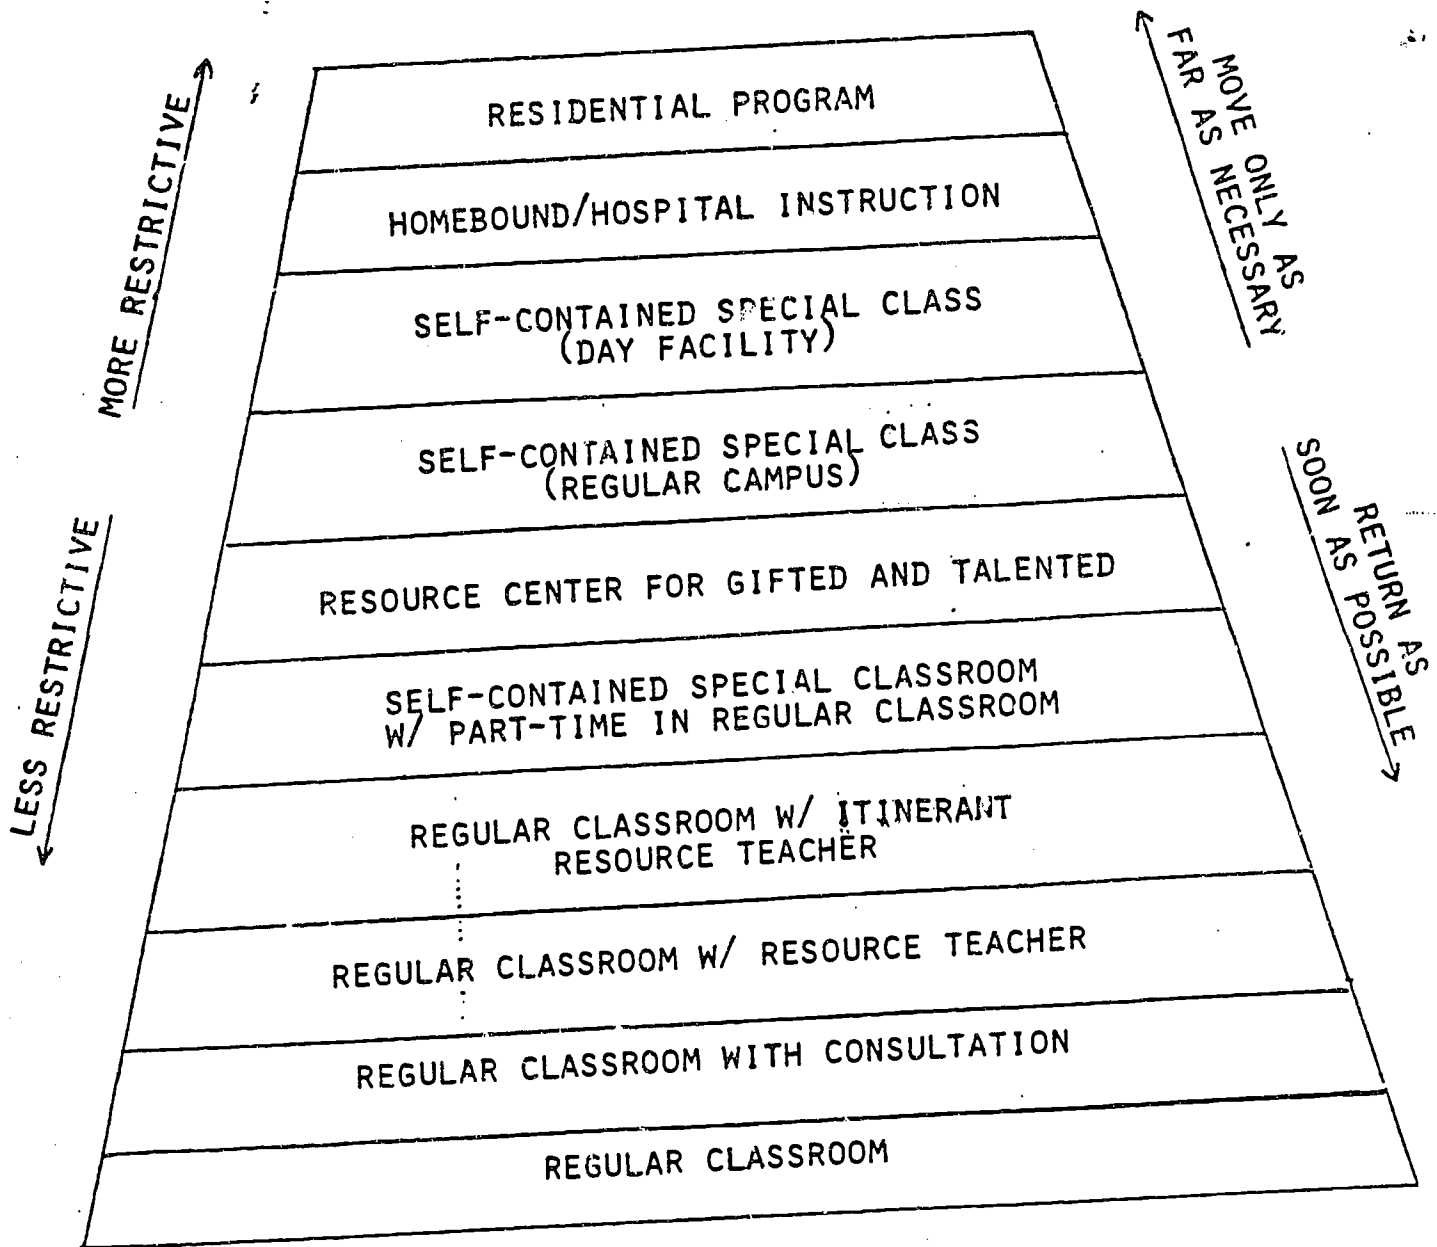 RESIDENTIAL PROGRAM
HOMEBOUND/HOSPITAL INSTRUCTION
SELF-CONTAINED SPECIAL CLASS
(DAY FACILITY)
SELF-CONTAINED SPECIAL CLASS
(REGULAR CAMPUS)
RESOURCE CENTER FOR GIFTED AND TALENTED
SELF-CONTAINED SPECIAL CLASSROOM
W/ PART-TIME IN REGULAR CLASSROOM
REGULAR CLASSROOM W/ ITINERANT
RESOURCE TEACHER
REGULAR CLASSROOM W/ RESOURCE TEACHER
REGULAR CLASSROOM WITH CONSULTATION
REGULAR CLASSROOM
MORE RESTRICTIVE
LESS RESTRICTIVE
MOVE ONLY AS
FAR AS NECESSARY
RETURN AS
SOON AS POSSIBLE